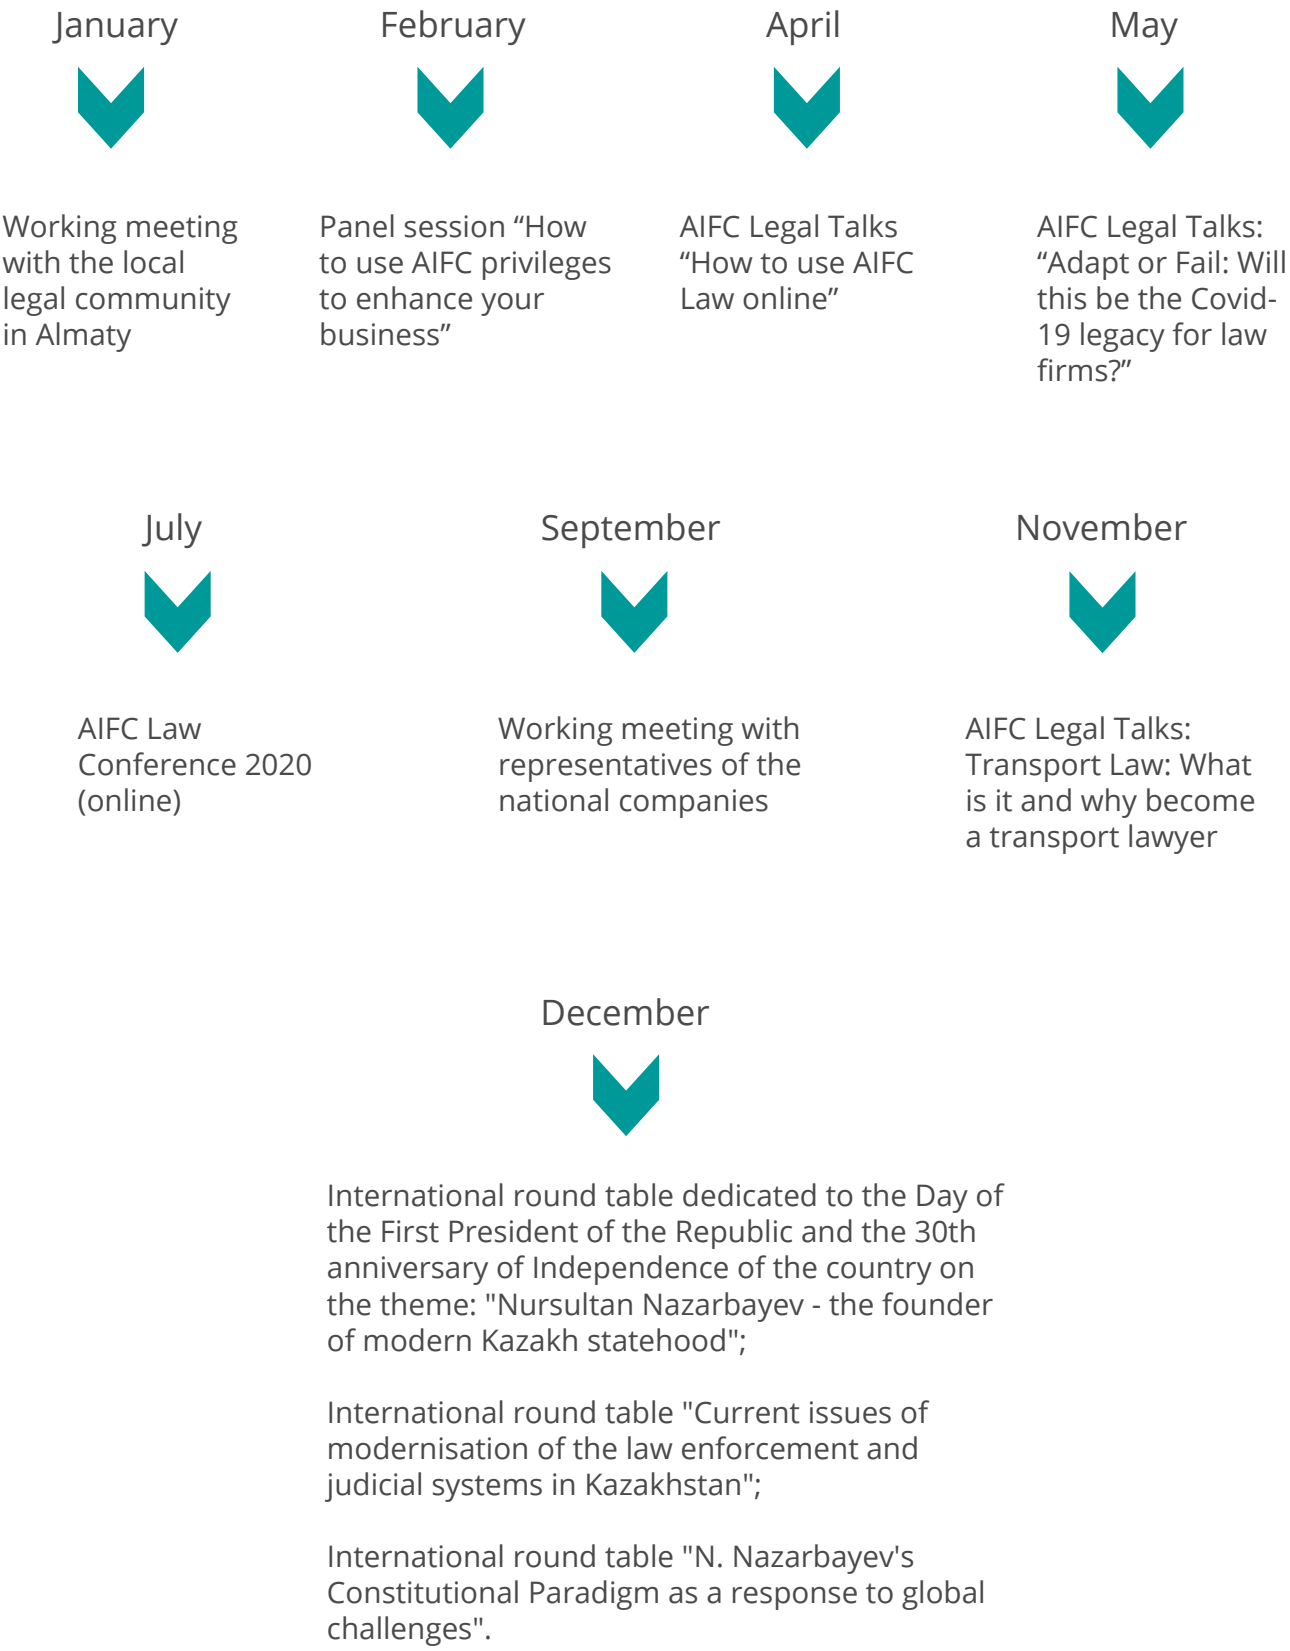 January
Working meeting
with the local
legal community
in Almaty
February
Panel session “How
to use AIFC privileges
to enhance your
business”
April
AIFC Legal Talks
“How to use AIFC
Law online”
May
AIFC Legal Talks:
“Adapt or Fail: Will
this be the Covid-
19 legacy for law
firms?”
July
AIFC Law
Conference 2020
(online)
September
Working meeting with
representatives of the
national companies
November
AIFC Legal Talks:
Transport Law: What
is it and why become
a transport lawyer
December
International round table dedicated to the Day of
the First President of the Republic and the 30th
anniversary of Independence of the country on
the theme: "Nursultan Nazarbayev - the founder
of modern Kazakh statehood";
International round table "Current issues of
modernisation of the law enforcement and
judicial systems in Kazakhstan";
International round table "N. Nazarbayev's
Constitutional Paradigm as a response to global
challenges".